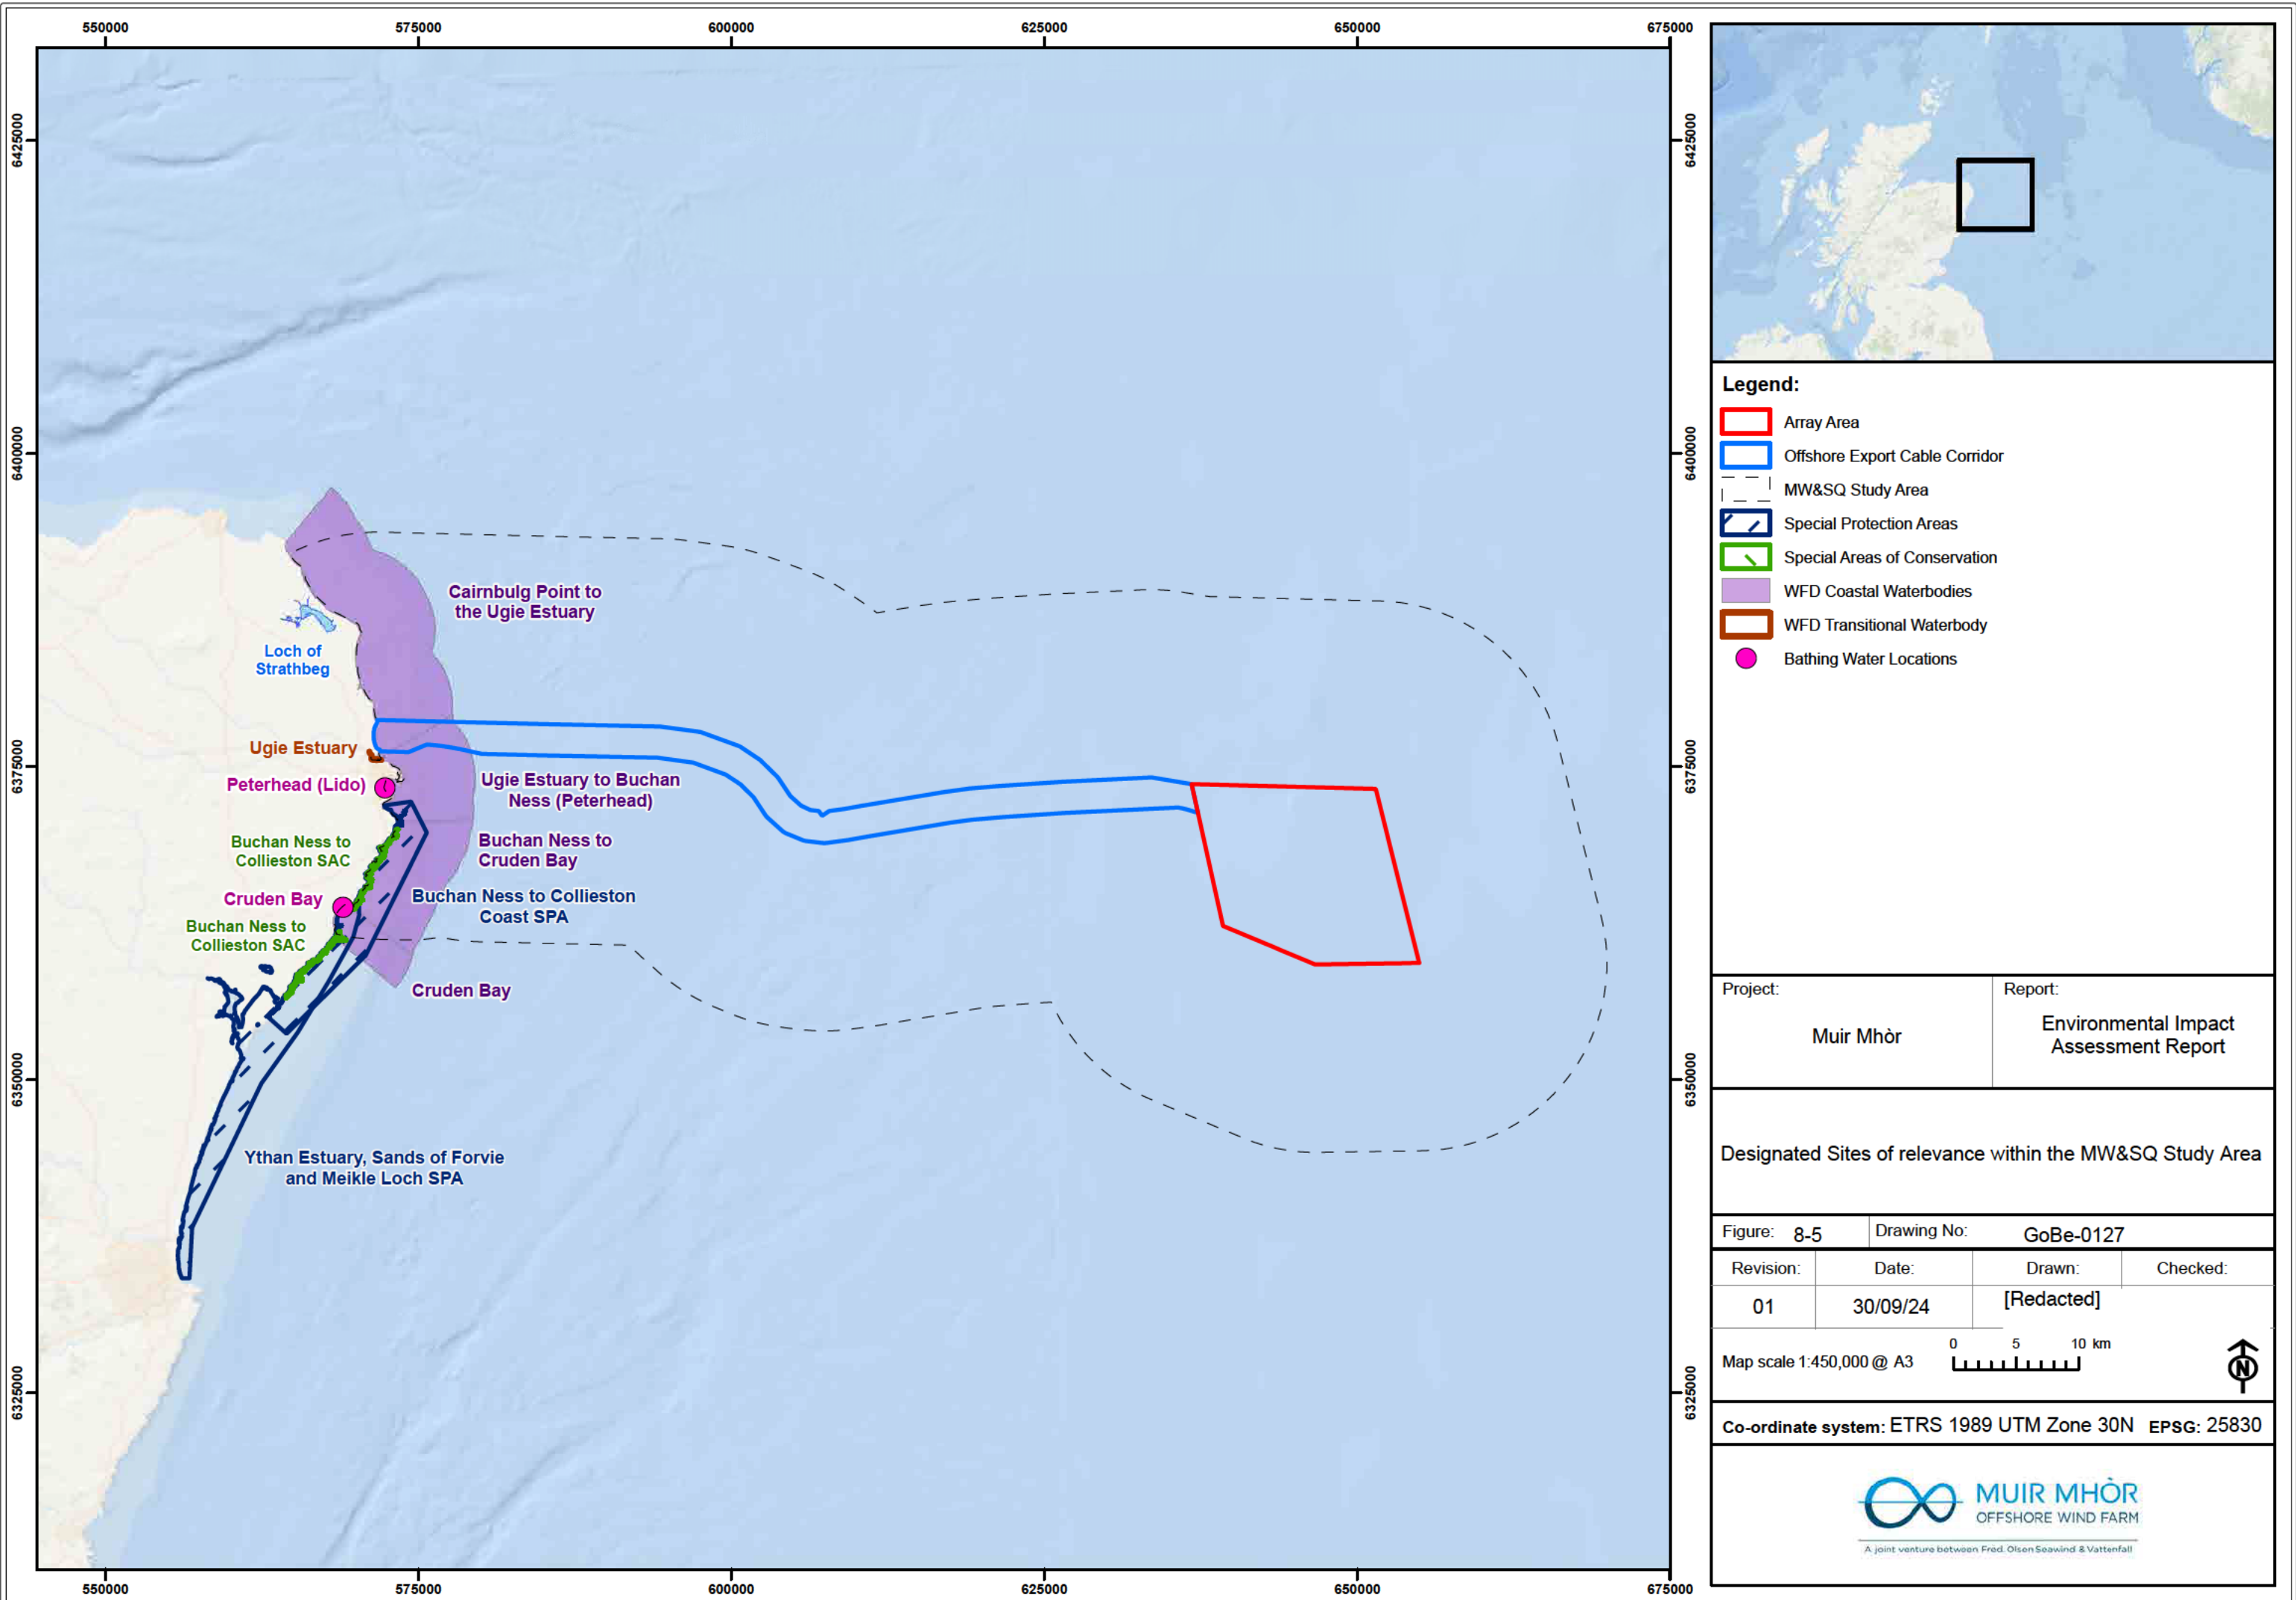 550000
575000
600000
625000
650000
675000
6425000
6400000
6375000
6350000
6325000
6425000
6400000
6375000
6350000
6325000
Cairnbulg Point to
the Ugie Estuary
Loch of
Strathbeg
Ugie Estuary
Peterhead (Lido)
Ugie Estuary to Buchan
Ness (Peterhead)
Buchan Ness to
Collieston SAC
Buchan Ness to
Cruden Bay
Cruden Bay
Buchan Ness to Collieston
Coast SPA
Buchan Ness to
Collieston SAC
Cruden Bay
Ythan Estuary, Sands of Forvie
and Meikle Loch SPA
550000
575000
600000
625000
650000
675000
Legend:
Array Area
Offshore Export Cable Corridor
MW&SQ Study Area
Special Protection Areas
Special Areas of Conservation
WFD Coastal Waterbodies
WFD Transitional Waterbody
Bathing Water Locations
Project:
Muir Mhòr
Report:
Environmental Impact
Assessment Report
Designated Sites of relevance within the MW&SQ Study Area
Figure: 8-5
Drawing No: GoBe-0127
Revision: Date: Drawn: Checked:
01 30/09/24 [Redacted]
0 5 10 km
Map scale 1:450,000 @ A3
N
Co-ordinate system: ETRS 1989 UTM Zone 30N EPSG: 25830
MUIR MHÒR
OFFSHORE WIND FARM
A joint venture between Fred. Olsen Seawind & Vattenfall